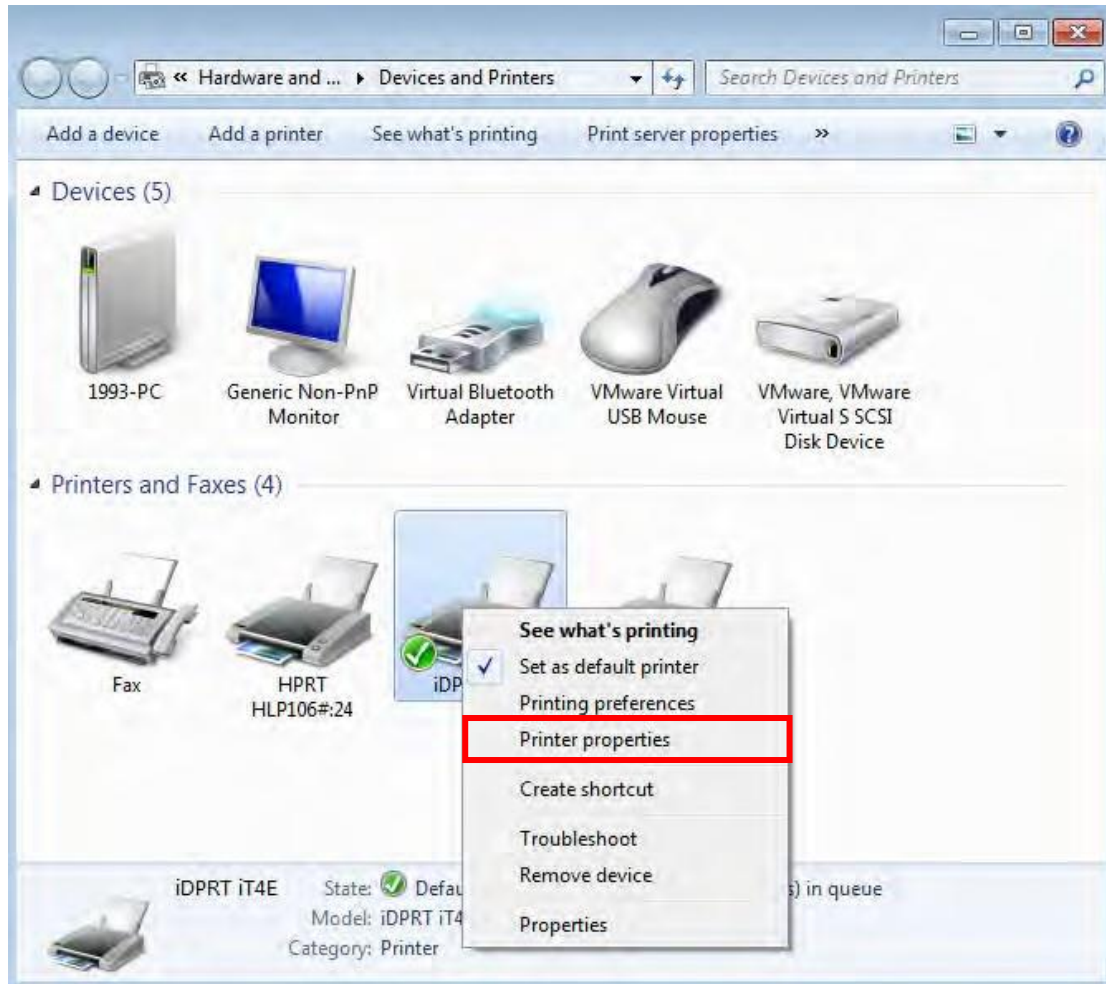 « Hardware and ... ▸ Devices and Printers
Search Devices and Printers
Add a device Add a printer See what's printing Print server properties »
Devices (5)
1993-PC
Generic Non-PnP
Monitor
Virtual Bluetooth
Adapter
VMware Virtual
USB Mouse
VMware, VMware
Virtual S SCSI
Disk Device
Printers and Faxes (4)
Fax
HPRT
HLP106#:24
iDP
See what's printing
Set as default printer
Printing preferences
Printer properties
Create shortcut
Troubleshoot
Remove device
Properties
iDPRT iT4E State: Defau s) in queue
Model: iDPRT iT4
Category: Printer